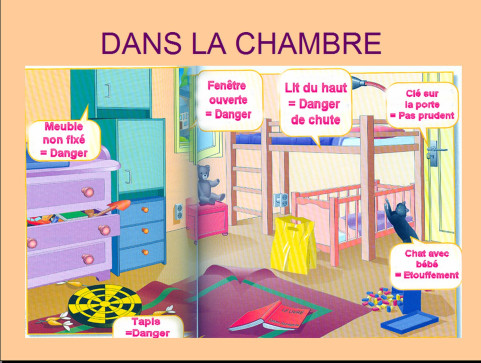 DANS LA CHAMBRE
Meuble
non fixé
= Danger
Fenêtre
ouverte
= Danger
Lit du haut
= Danger
de chute
Clé sur
la porte
= Pas prudent
Chat avec
bébé
= Etouffement
Tapis
=Danger